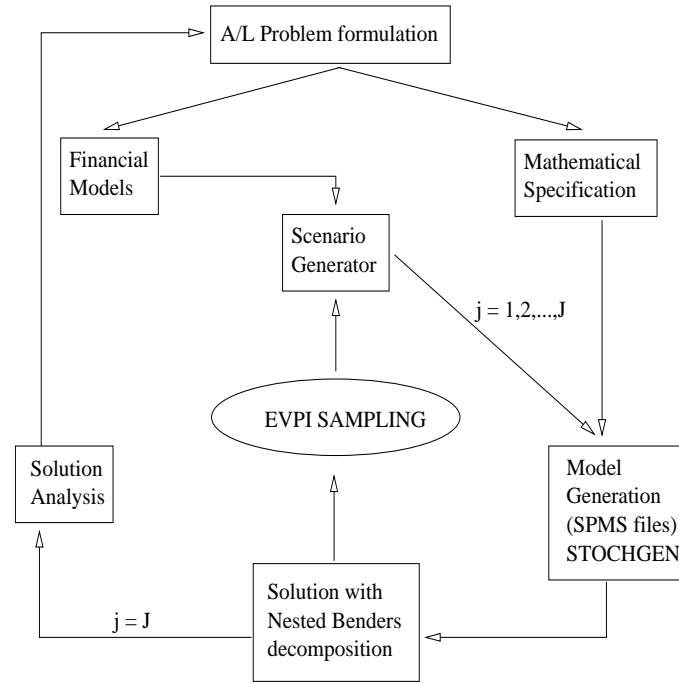 A/L Problem formulation
Financial
Models
Mathematical
Specification
Scenario
Generator
j = 1,2,...,J
EVPI SAMPLING
Solution
Analysis
Model
Generation
(SPMS files)
STOCHGEN
Solution with
Nested Benders
decomposition
j = J